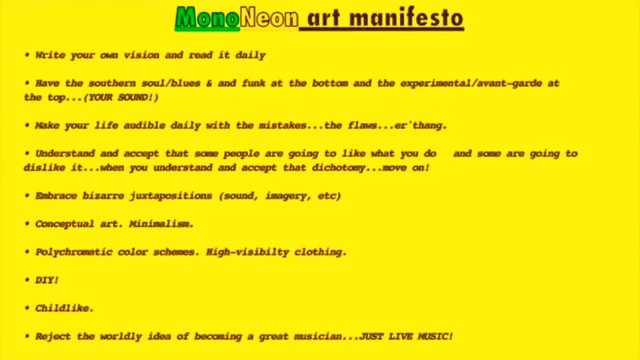 MonoNeon art manifesto
• Write your own vision and read it daily
• Have the southern soul/blues & and funk at the bottom and the experimental/avant-garde at
the top...(YOUR SOUND!)
• Make your life audible daily with the mistakes...the flaws...er'thang.
• Understand and accept that some people are going to like what you do and some are going to
dislike it...when you understand and accept that dichotomy...move on!
• Embrace bizarre juxtapositions (sound, imagery, etc)
• Conceptual art. Minimalism.
• Polychromatic color schemes. High-visibilty clothing.
• DIY!
• Childlike.
• Reject the worldly idea of becoming a great musician...JUST LIVE MUSIC!